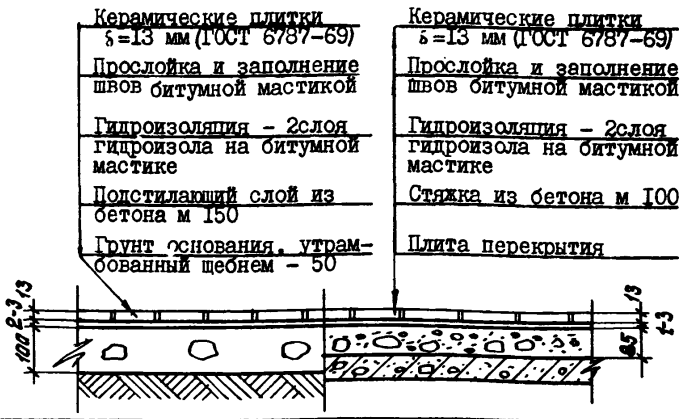 Керамические плитки
δ=13 мм (ГОСТ 6787-69)
Прослойка и заполнение
швов битумной мастикой
Гидроизоляция - 2слоя
гидроизола на битумной
мастике
Подстилающий слой из
бетона м 150
Грунт основания, утрам-
бованный щебнем - 50
Керамические плитки
δ=13 мм (ГОСТ 6787-69)
Прослойка и заполнение
швов битумной мастикой
Гидроизоляция - 2слоя
гидроизола на битумной
мастике
Стяжка из бетона м 100
Плита перекрытия
13
2-3
100
13
1-3